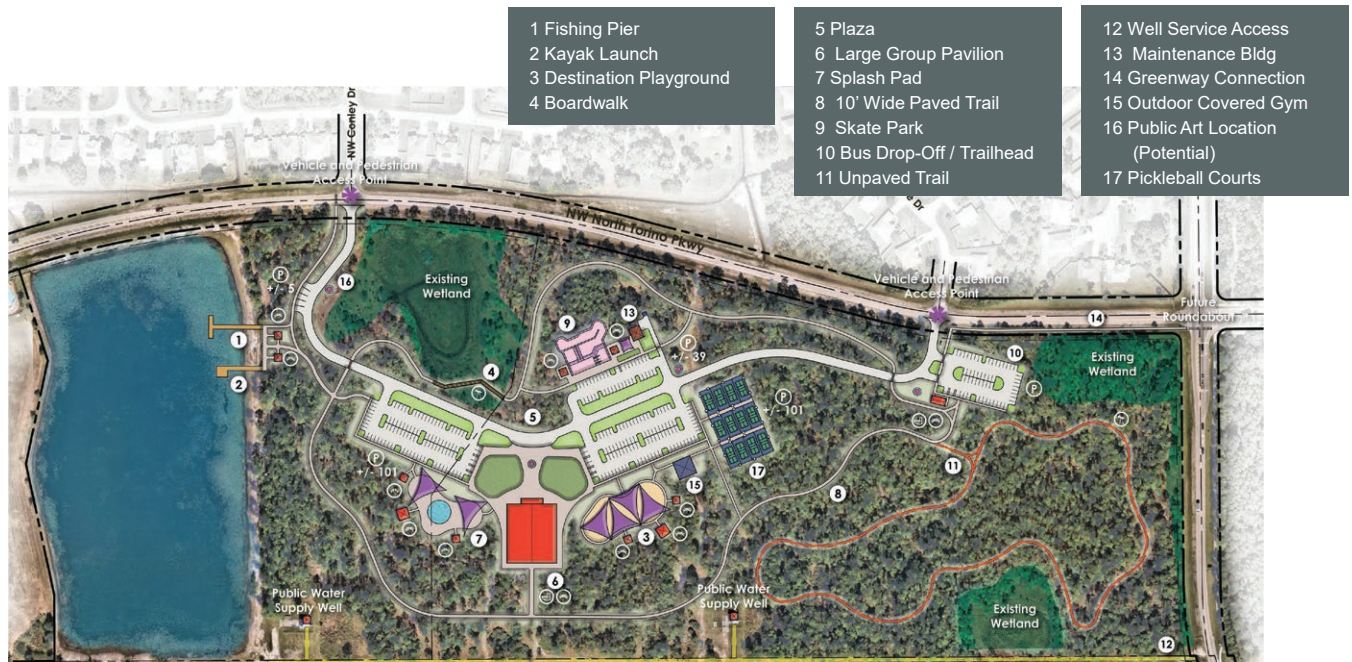 1 Fishing Pier
2 Kayak Launch
3 Destination Playground
4 Boardwalk
5 Plaza
6 Large Group Pavilion
7 Splash Pad
8 10’ Wide Paved Trail
9 Skate Park
10 Bus Drop-Off / Trailhead
11 Unpaved Trail
12 Well Service Access
13 Maintenance Bldg
14 Greenway Connection
15 Outdoor Covered Gym
16 Public Art Location
(Potential)
17 Pickleball Courts
NW Conley Dr
Vehicle and Pedestrian
Access Point
NW North Torino Pkwy
Dr
Vehicle and Pedestrian
Access Point
Future
Roundabout
P
+/- 5
16
Existing
Wetland
1
2
4
9
13
P
+/- 39
14
10
Existing
Wetland
P
5
P
+/- 101
17
P
+/- 101
7
15
3
8
11
6
Public Water
Supply Well
Public Water
Supply Well
Existing
Wetland
12